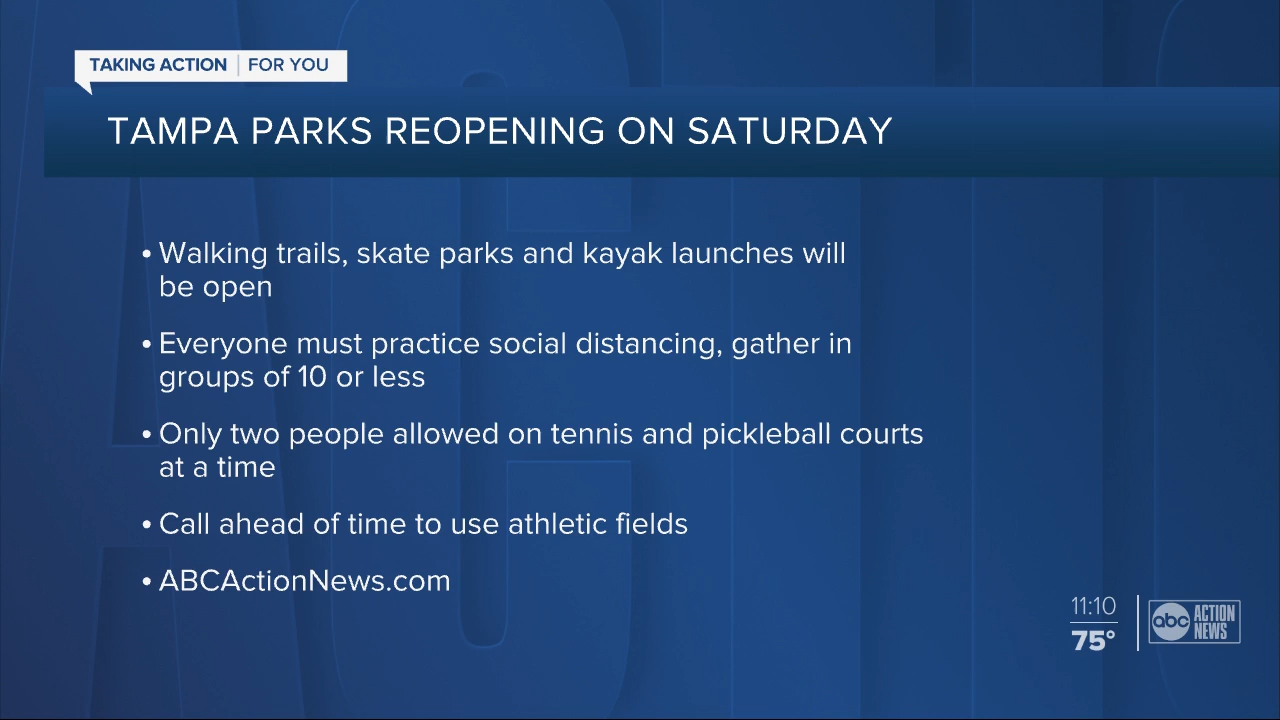 TAKING ACTION | FOR YOU
TAMPA PARKS REOPENING ON SATURDAY
• Walking trails, skate parks and kayak launches will
be open
• Everyone must practice social distancing, gather in
groups of 10 or less
• Only two people allowed on tennis and pickleball courts
at a time
• Call ahead of time to use athletic fields
• ABCActionNews.com
11:10
75°
abc ACTION
NEWS